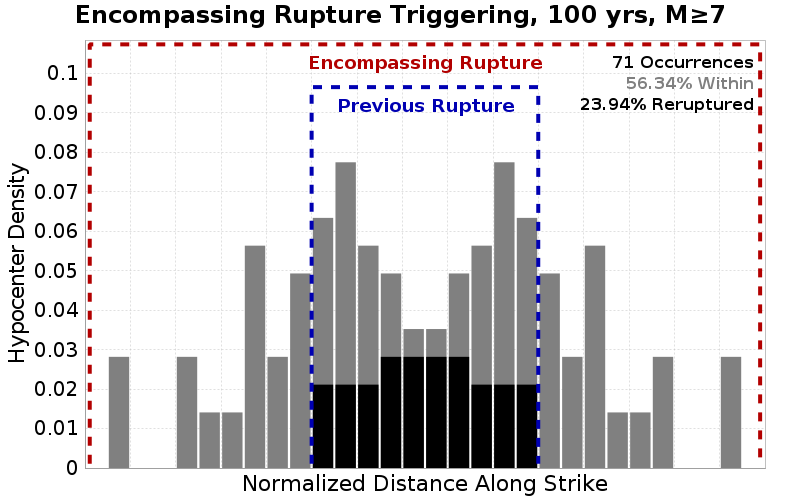 Encompassing Rupture Triggering, 100 yrs, M≥7
Encompassing Rupture
71 Occurrences
56.34% Within
23.94% Reruptured
Previous Rupture
Hypocenter Density
0.1
0.09
0.08
0.07
0.06
0.05
0.04
0.03
0.02
0.01
0
Normalized Distance Along Strike